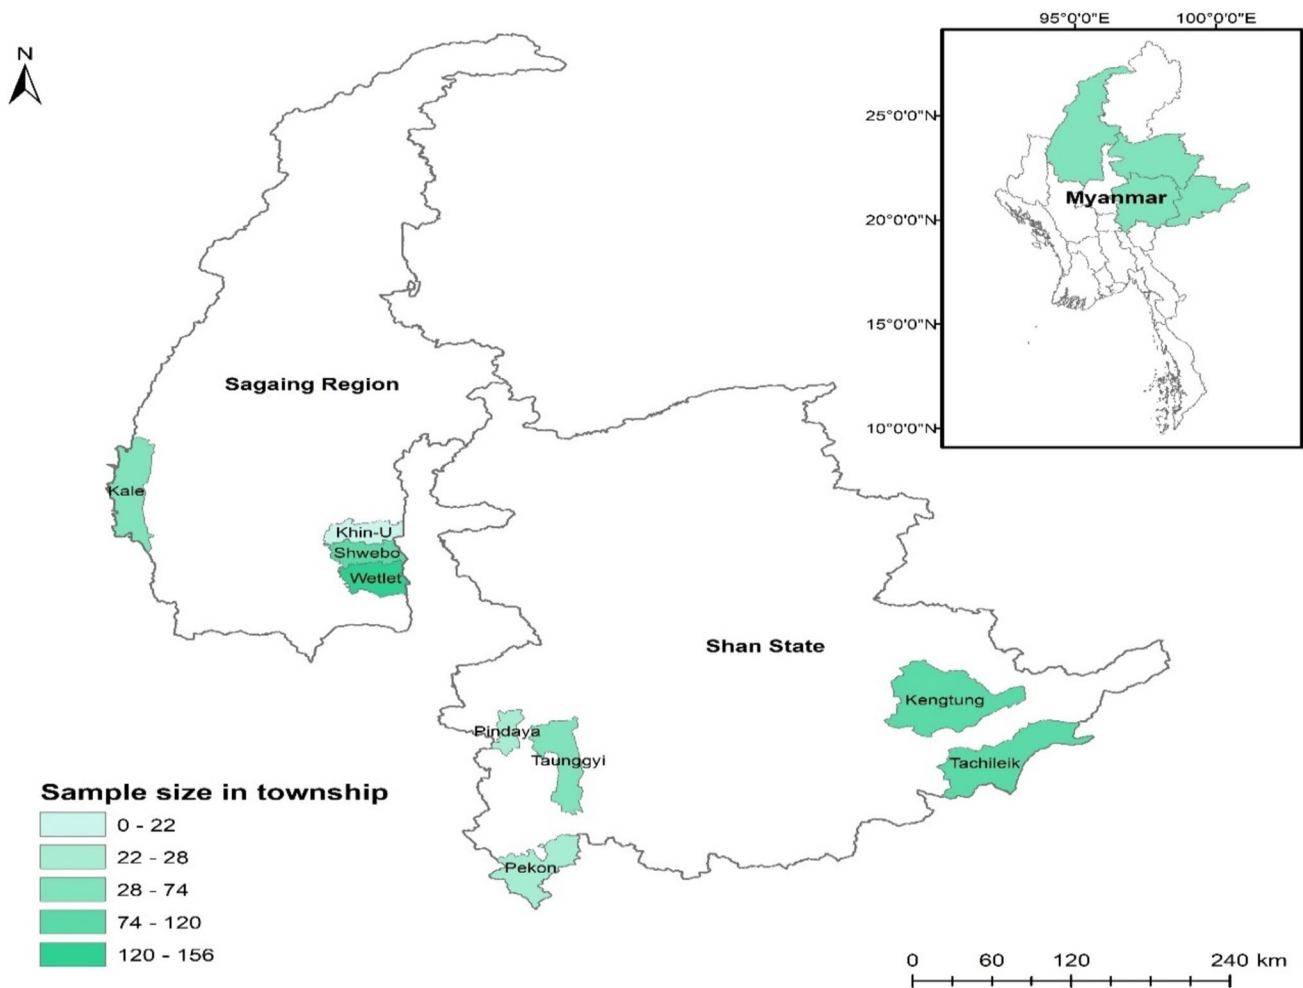 N
95°0'0"E 100°0'0"E
25°0'0"N
20°0'0"N
15°0'0"N
10°0'0"N
Myanmar
Sagaing Region
Kale
Khin-U
Shwebo
Wetlet
Shan State
Kengtung
Tachileik
Pindaya
Taunggyi
Pekon
Sample size in township
0 - 22
22 - 28
28 - 74
74 - 120
120 - 156
0 60 120 240 km